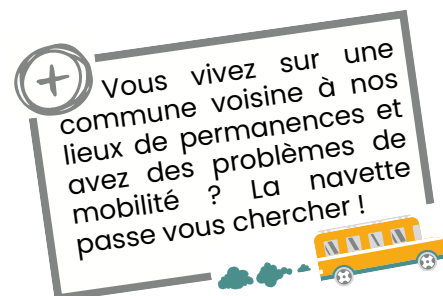 Vous vivez sur une
commune voisine à nos
lieux de permanences et
avez des problèmes de
mobilité ? La navette
passe vous chercher !